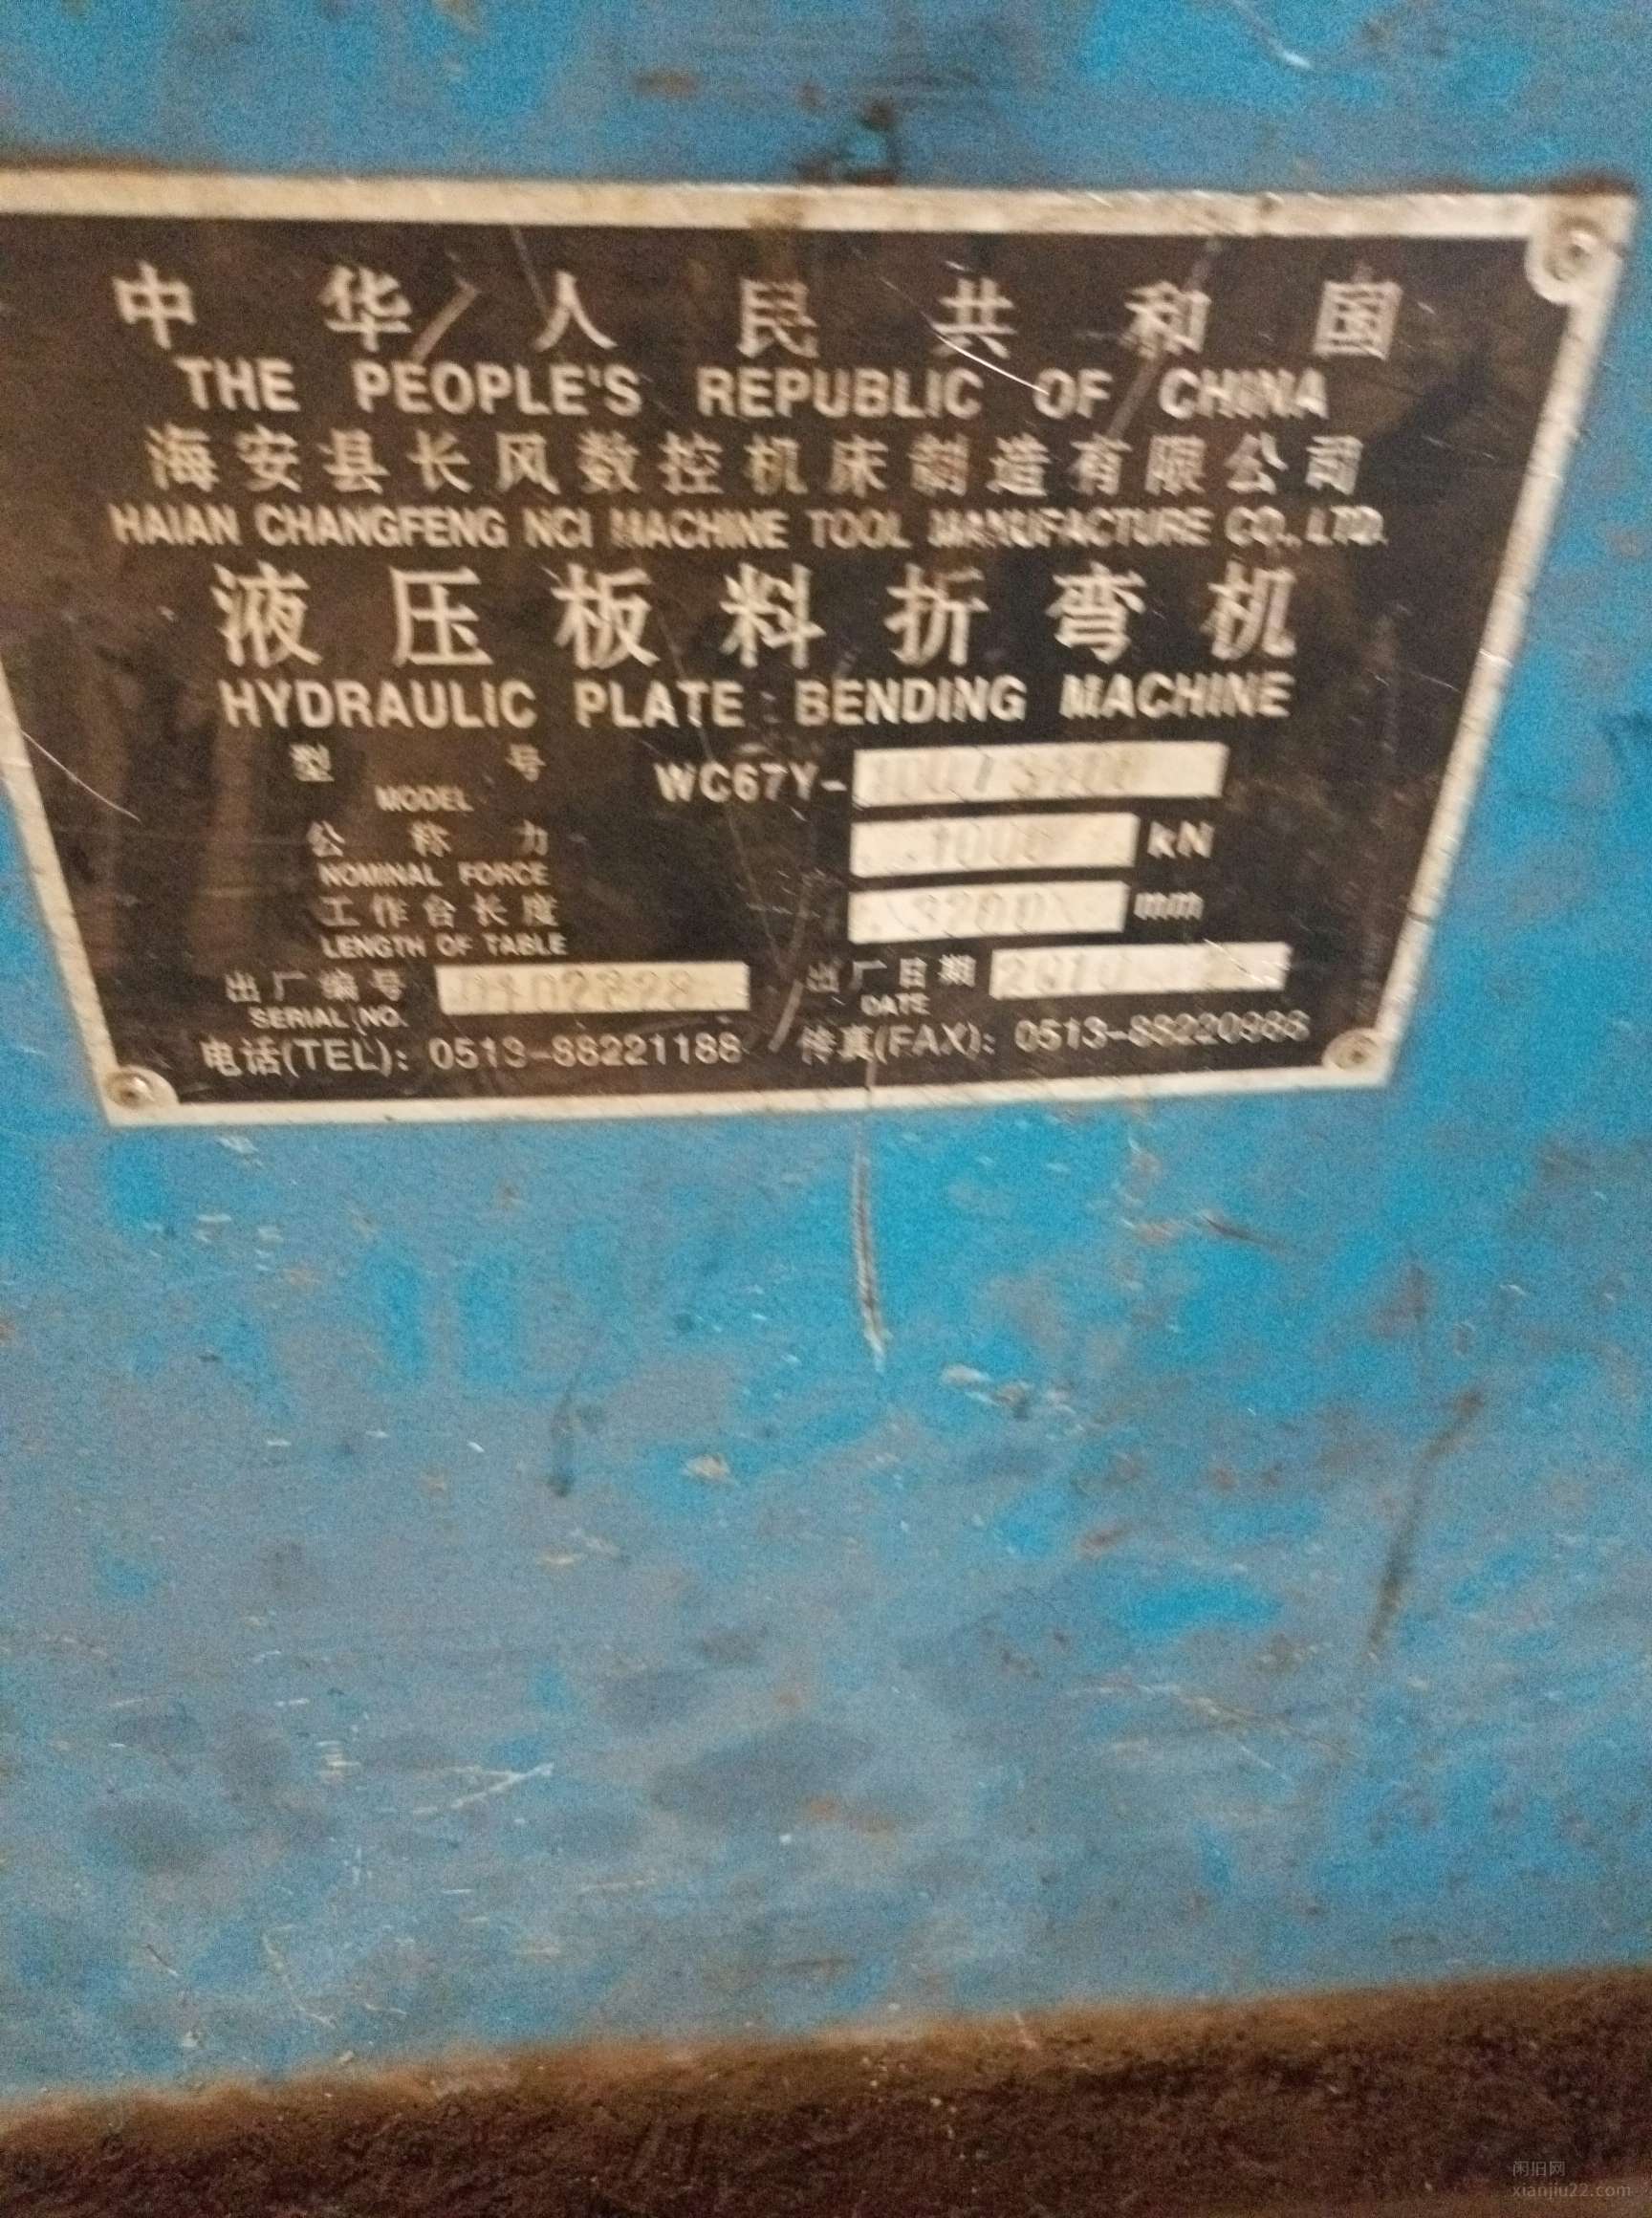 中华人民共和国
THE PEOPLE'S REPUBLIC OF CHINA
海安县长风数控机床制造有限公司
HAIAN CHANGFENG NCI MACHINE TOOL MANUFACTURE CO., LTD.
液压板料折弯机
HYDRAULIC PLATE BENDING MACHINE
型号 WC67Y-
MODEL
公称力 1000 kN
NOMINAL FORCE
工作台长度 3200 mm
LENGTH OF TABLE
出厂编号 出厂日期 2010
SERIAL NO. DATE
电话(TEL): 0513-88221188 传真(FAX): 0513-88220988
闲旧网
xianjiu22.com